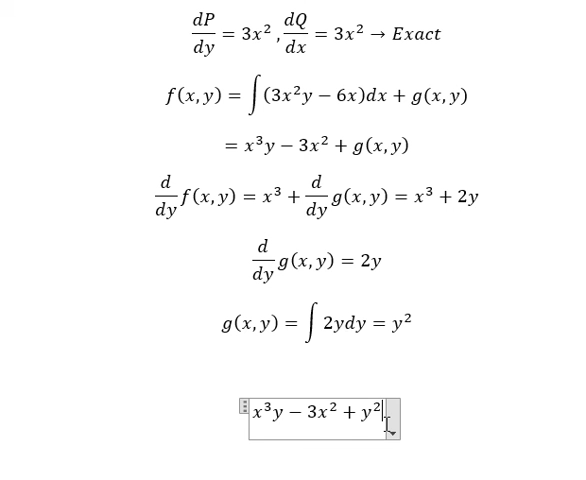 dP/dy = 3x², dQ/dx = 3x² → Exact
f(x,y) = ∫(3x²y − 6x)dx + g(x,y)
= x³y − 3x² + g(x,y)
d/dy f(x,y) = x³ + d/dy g(x,y) = x³ + 2y
d/dy g(x,y) = 2y
g(x,y) = ∫ 2ydy = y²
x³y − 3x² + y²